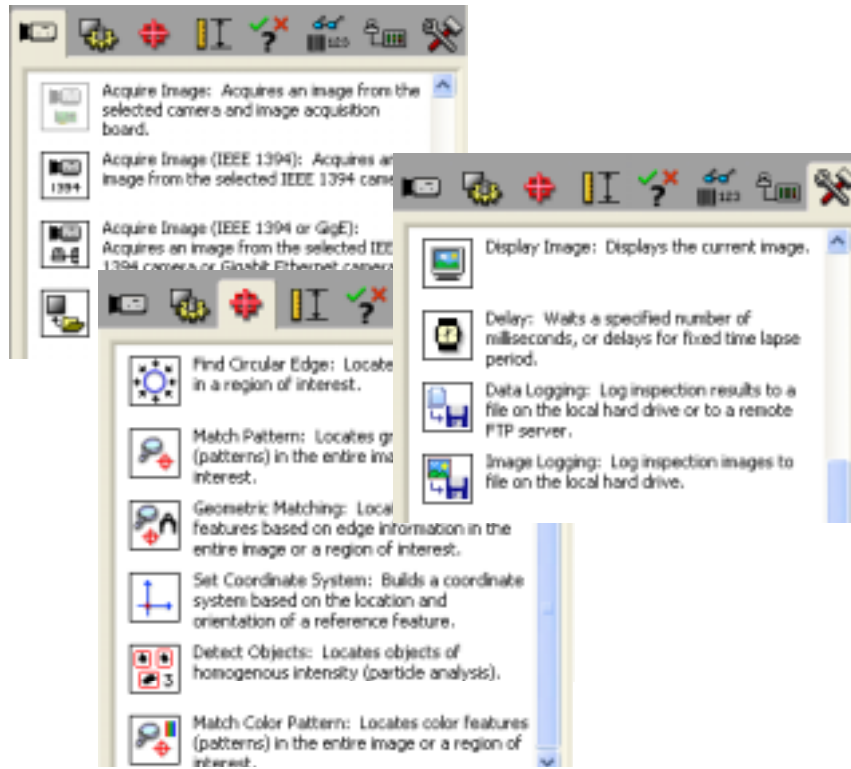 Acquire Image: Acquires an image from the
selected camera and image acquisition
board.
Acquire Image (IEEE 1394): Acquires an
image from the selected IEEE 1394
1394
Acquire Image (IEEE 1394 or GigE):
Acquires an image from the selected
1394 camera or Gigabit Ethernet camera
123
Display Image: Displays the current image.
Delay: Waits a specified number of
milliseconds, or delays for fixed time lapse
period.
Data Logging: Log inspection results to a
file on the local hard drive or to a remote
FTP server.
Image Logging: Log inspection images to
file on the local hard drive.
123
Find Circular Edge:
in a region of interest.
Match Pattern: Locates
(patterns) in the entire
interest.
Geometric Matching:
features based on edge information in the
entire image or a region of interest.
Set Coordinate System: Builds a coordinate
system based on the location and
orientation of a reference feature.
Detect Objects: Locates objects of
homogenous intensity (particle analysis).
3
Match Color Pattern: Locates color features
(patterns) in the entire image or a region of
interest.